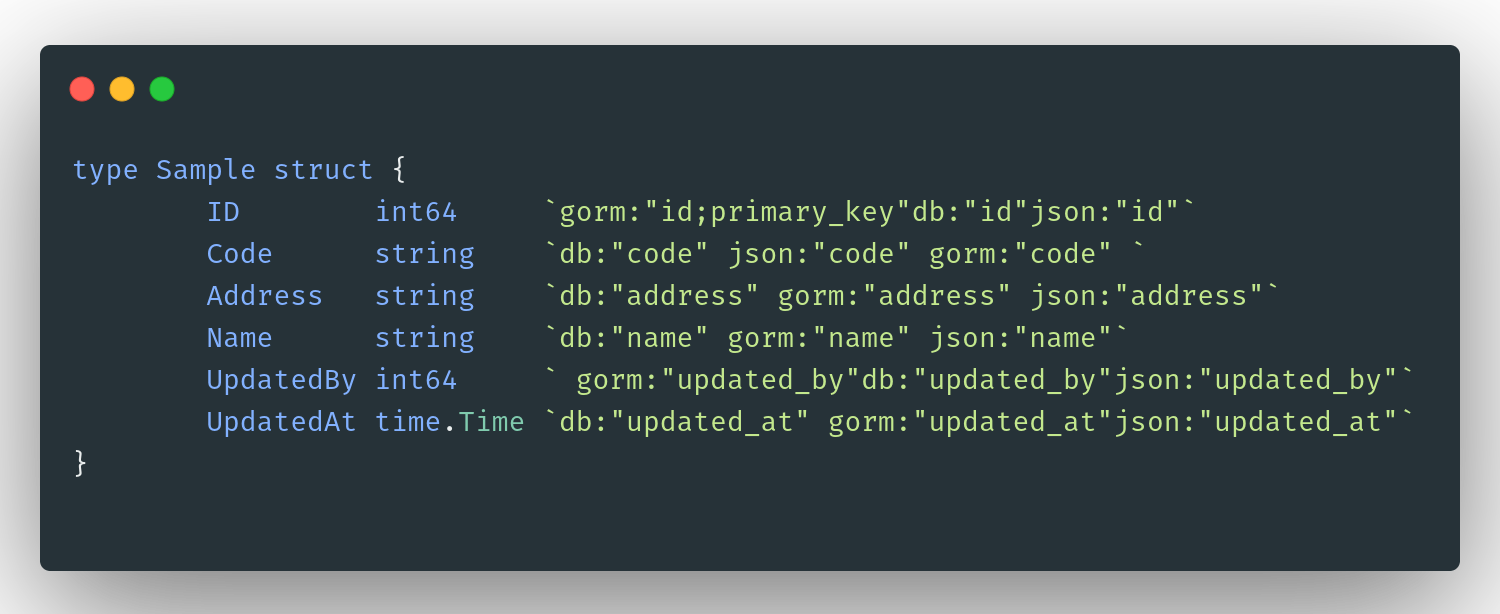 type Sample struct {
        ID        int64     `gorm:"id;primary_key"db:"id"json:"id"`
        Code      string    `db:"code" json:"code" gorm:"code" `
        Address   string    `db:"address" gorm:"address" json:"address"`
        Name      string    `db:"name" gorm:"name" json:"name"`
        UpdatedBy int64     ` gorm:"updated_by"db:"updated_by"json:"updated_by"`
        UpdatedAt time.Time `db:"updated_at" gorm:"updated_at"json:"updated_at"`
}